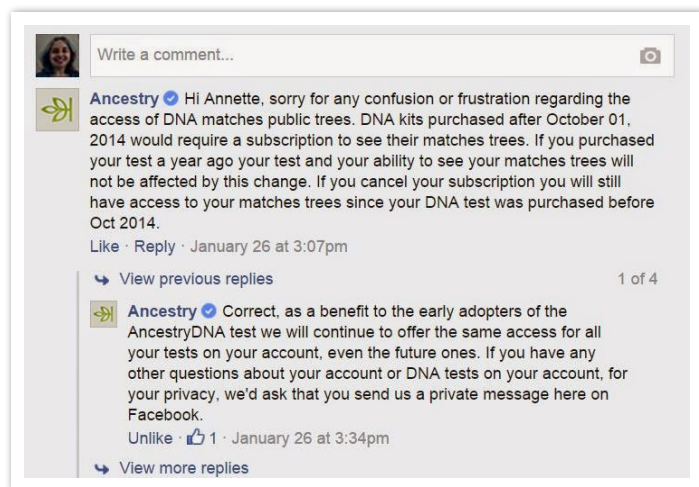 Write a comment...
Ancestry Hi Annette, sorry for any confusion or frustration regarding the
access of DNA matches public trees. DNA kits purchased after October 01,
2014 would require a subscription to see their matches trees. If you purchased
your test a year ago your test and your ability to see your matches trees will
not be affected by this change. If you cancel your subscription you will still
have access to your matches trees since your DNA test was purchased before
Oct 2014.
Like · Reply · January 26 at 3:07pm
View previous replies 1 of 4
Ancestry Correct, as a benefit to the early adopters of the
AncestryDNA test we will continue to offer the same access for all
your tests on your account, even the future ones. If you have any
other questions about your account or DNA tests on your account, for
your privacy, we'd ask that you send us a private message here on
Facebook.
Unlike · 1 · January 26 at 3:34pm
View more replies